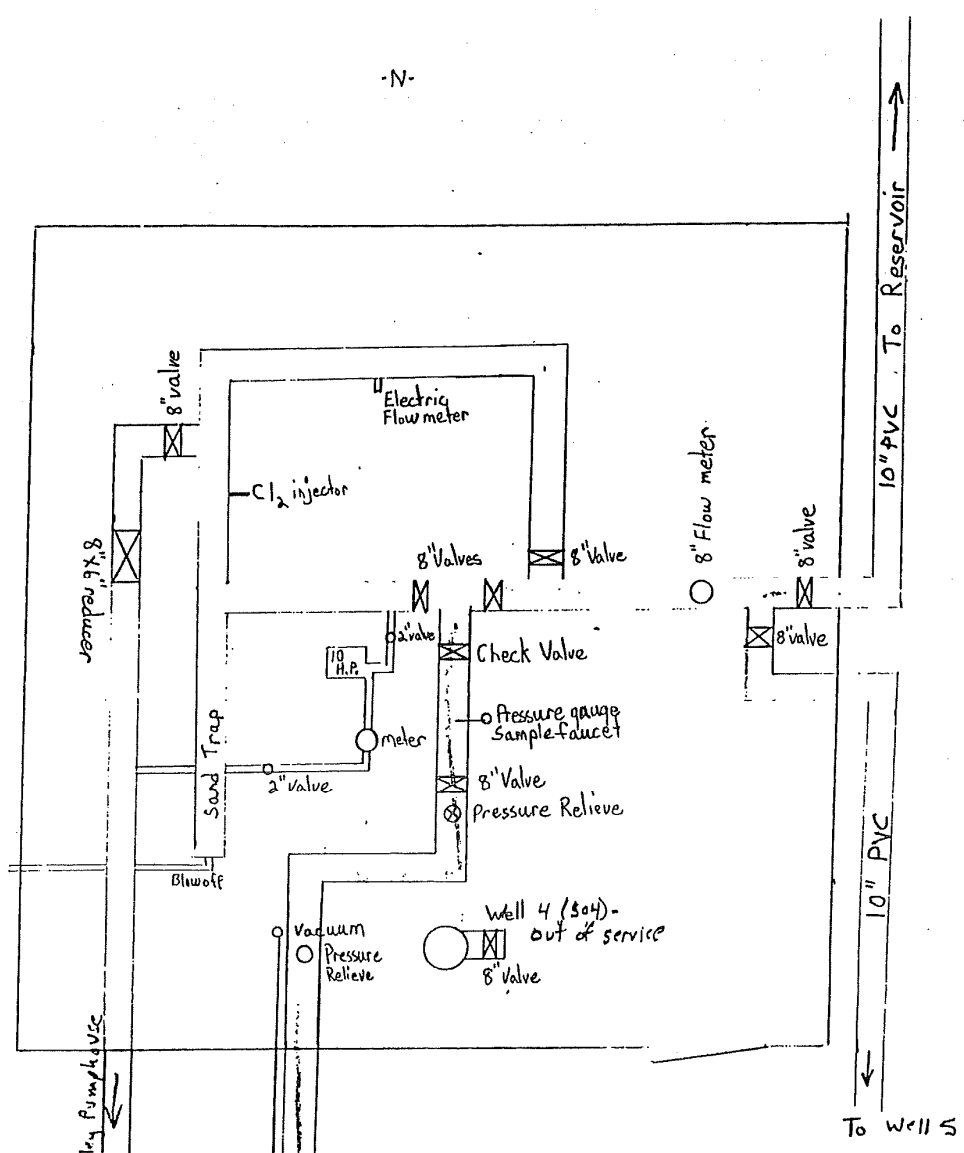 -N-
10" PVC. To Reservoir
8" valve
Electric
Flowmeter
Cl2 injector
8" Flow meter
8" valve
8"x6" reducer
8" Valves
8" Valve
2" valve
10
H.P.
Check Valve
8" valve
Pressure gauge
Sample faucet
meter
Sand Trap
2" valve
8" Valve
Pressure Relieve
10" PVC
Blowoff
Well 4 (S04)-
out of service
Vacuum
Pressure
Relieve
8" Valve
ley Pumphouse
To Well 5